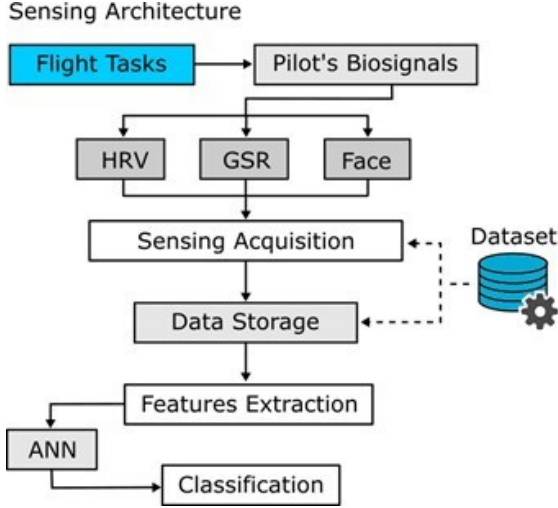 Sensing Architecture
Flight Tasks
Pilot's Biosignals
HRV
GSR
Face
Sensing Acquisition
Dataset
Data Storage
Features Extraction
ANN
Classification